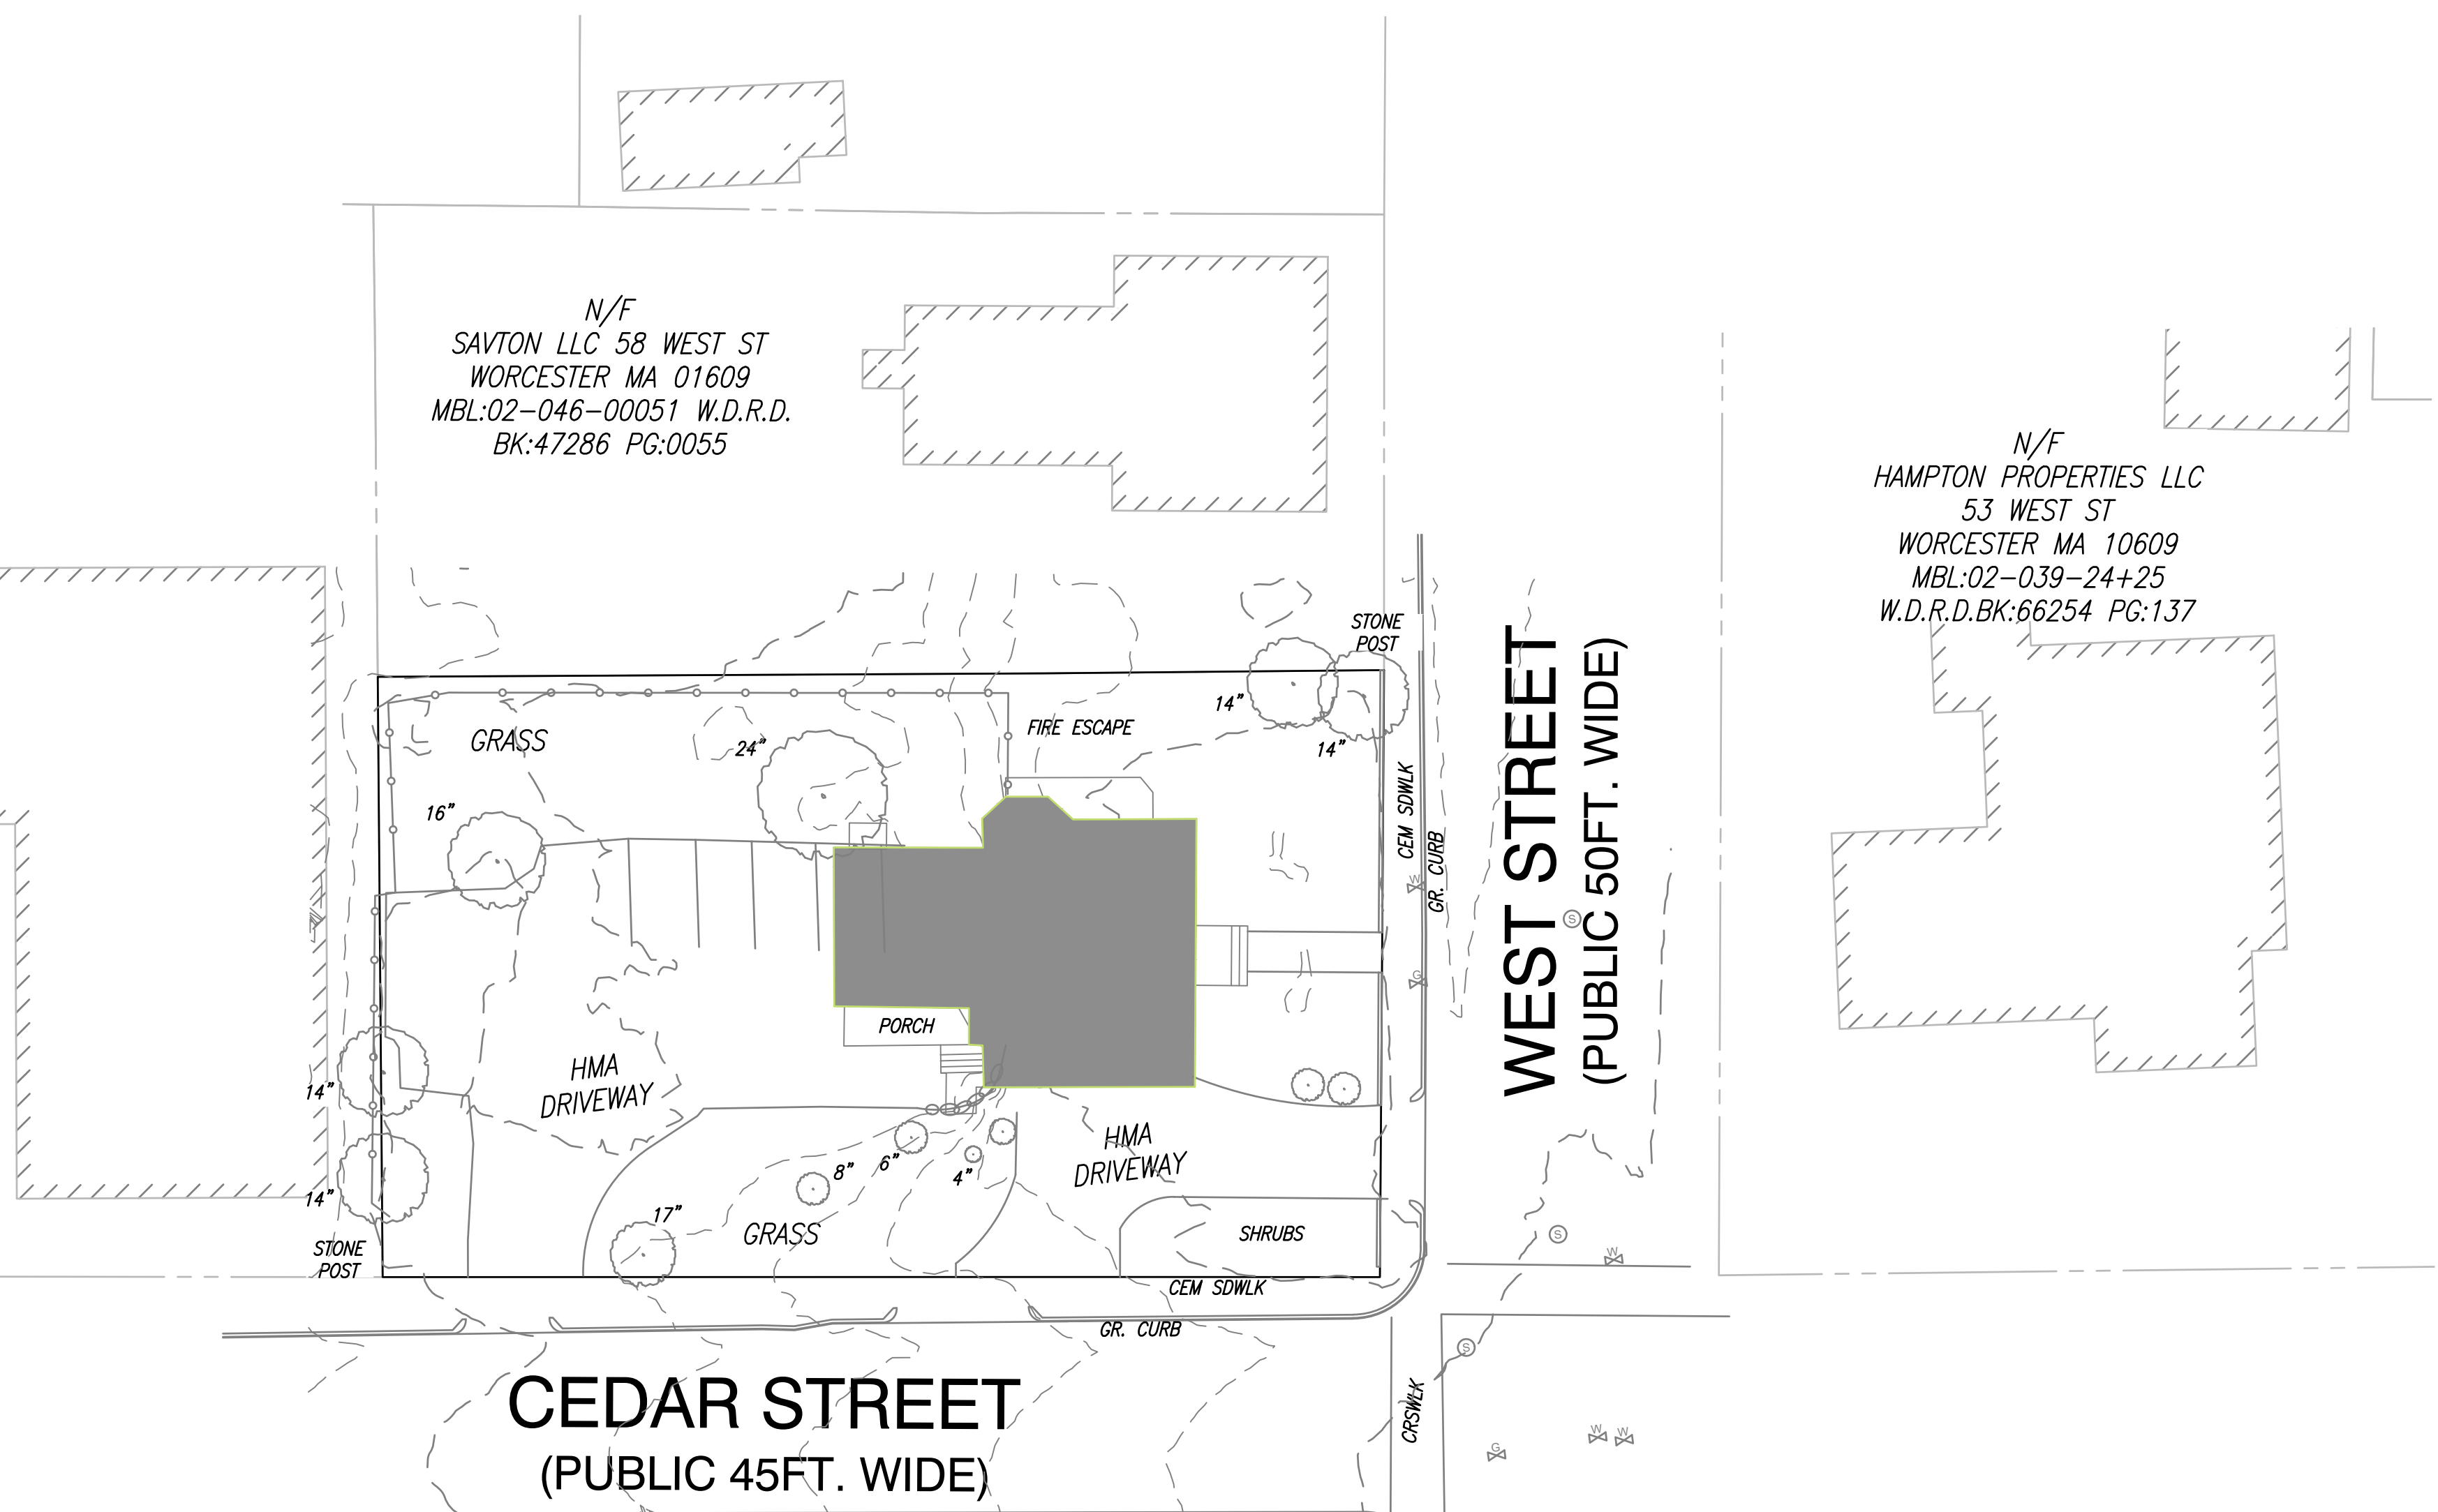 N/F
SAVTON LLC 58 WEST ST
WORCESTER MA 01609
MBL:02-046-00051 W.D.R.D.
BK:47286 PG:0055
N/F
HAMPTON PROPERTIES LLC
53 WEST ST
WORCESTER MA 10609
MBL:02-039-24+25
W.D.R.D.BK:66254 PG:137
STONE
POST
14"
14"
FIRE ESCAPE
GRASS
24"
16"
CEM SDWLK
GR. CURB
WEST STREET
(PUBLIC 50FT. WIDE)
W
S
G
PORCH
HMA
DRIVEWAY
14"
14"
HMA
DRIVEWAY
8"
6"
4"
17"
GRASS
SHRUBS
STONE
POST
S
W
CEM SDWLK
GR. CURB
S
CRSWLK
CEDAR STREET
(PUBLIC 45FT. WIDE)
G
W
W